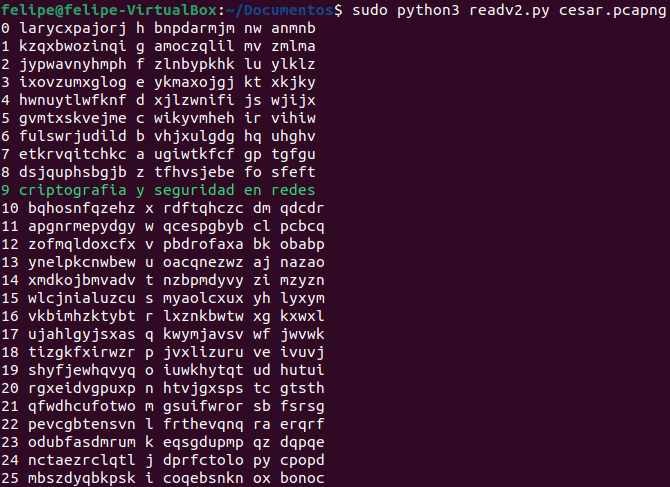 felipe@felipe-VirtualBox:~/Documentos$ sudo python3 readv2.py cesar.pcapng
0 larycxpajorj h bnpdarmjm nw anmnb
1 kzqxbwozinqi g amoczqlil mv zmlma
2 jypwavnyhmph f zlnbypkhk lu ylklz
3 ixovzumxglog e ykmaxojgj kt xkjky
4 hwnuytlwfknf d xjlzwnifi js wjijx
5 gvmtxskvejme c wikyvmheh ir vihiw
6 fulswrjudild b vhjxulgdg hq uhghv
7 etkrvqitchkc a ugiwtkfcf gp tgfgu
8 dsjquphsbgjb z tfhvsjebe fo sfeft
9 criptografia y seguridad en redes
10 bqhosnfqzehz x rdftqhczc dm qdcdr
11 apgnrmepydgy w qcespgbyb cl pcbcq
12 zofmqldoxcfx v pbdrofaxa bk obabp
13 ynelpkcnwbew u oacqnezwz aj nazao
14 xmdkojbmvadv t nzbpmdyvy zi mzyzn
15 wlcjnialuzcu s myaolcxux yh lyxym
16 vkbimhzktybt r lxznkbwtw xg kxwxl
17 ujahlgyjsxas q kwymjavsv wf jwvwk
18 tizgkfxirwzr p jvxlizuru ve ivuvj
19 shyfjewhqvyq o iuwkhytqt ud hutui
20 rgxeidvgpuxp n htvjgxsps tc gtsth
21 qfwdhcufotwo m gsuifwror sb fsrsg
22 pevcgbtensvn l frthevqnq ra erqrf
23 odubfasdmrum k eqsgdupmp qz dqpqe
24 nctaezrclqtl j dprfctolo py cpopd
25 mbszdyqbkpsk i coqebsnkn ox bonoc